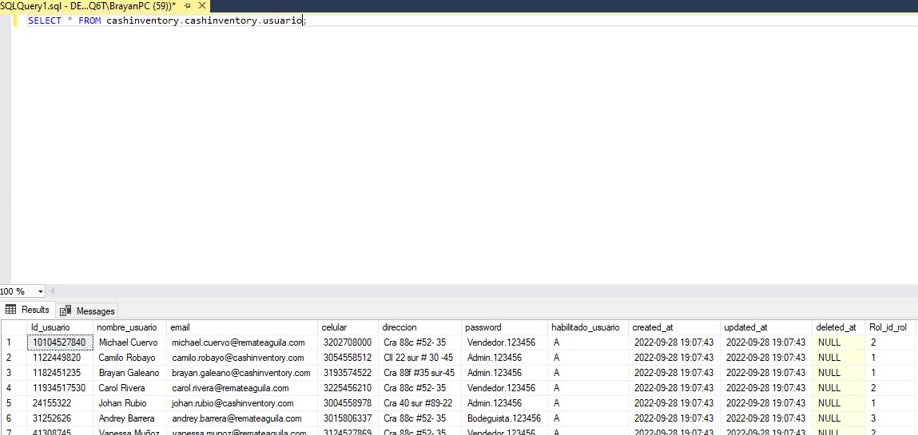 SQLQuery1.sql - DE...Q6T\BrayanPC (59))*
SELECT * FROM cashinventory.cashinventory.usuario;
100 %
Results Messages
Id_usuario nombre_usuario email celular direccion password habilitado_usuario created_at updated_at deleted_at Rol_id_rol
1 10104527840 Michael Cuervo michael.cuervo@remateaguila.com 3202708000 Cra 88c #52- 35 Vendedor.123456 A 2022-09-28 19:07:43 2022-09-28 19:07:43 NULL 2
2 1122449820 Camilo Robayo camilo.robayo@cashinventory.com 3054558512 Cll 22 sur # 30 -45 Admin.123456 A 2022-09-28 19:07:43 2022-09-28 19:07:43 NULL 1
3 1182451235 Brayan Galeano brayan.galeano@cashinventory.com 3193574522 Cra 88f #35 sur-45 Admin.123456 A 2022-09-28 19:07:43 2022-09-28 19:07:43 NULL 1
4 11934517530 Carol Rivera carol.rivera@remateaguila.com 3225456210 Cra 88c #52- 35 Vendedor.123456 A 2022-09-28 19:07:43 2022-09-28 19:07:43 NULL 2
5 24155322 Johan Rubio johan.rubio@cashinventory.com 3004558978 Cra 40 sur #89-22 Admin.123456 A 2022-09-28 19:07:43 2022-09-28 19:07:43 NULL 1
6 31252626 Andrey Barrera andrey.barrera@remateaguila.com 3015806337 Cra 88c #52- 35 Bodeguista.123456 A 2022-09-28 19:07:43 2022-09-28 19:07:43 NULL 3
7 41308745 Vanessa Muñoz vanessa.munoz@remateaguila.com 3124527869 Cra 88c #52- 35 Vendedor.123456 A 2022-09-28 19:07:43 2022-09-28 19:07:43 NULL 2